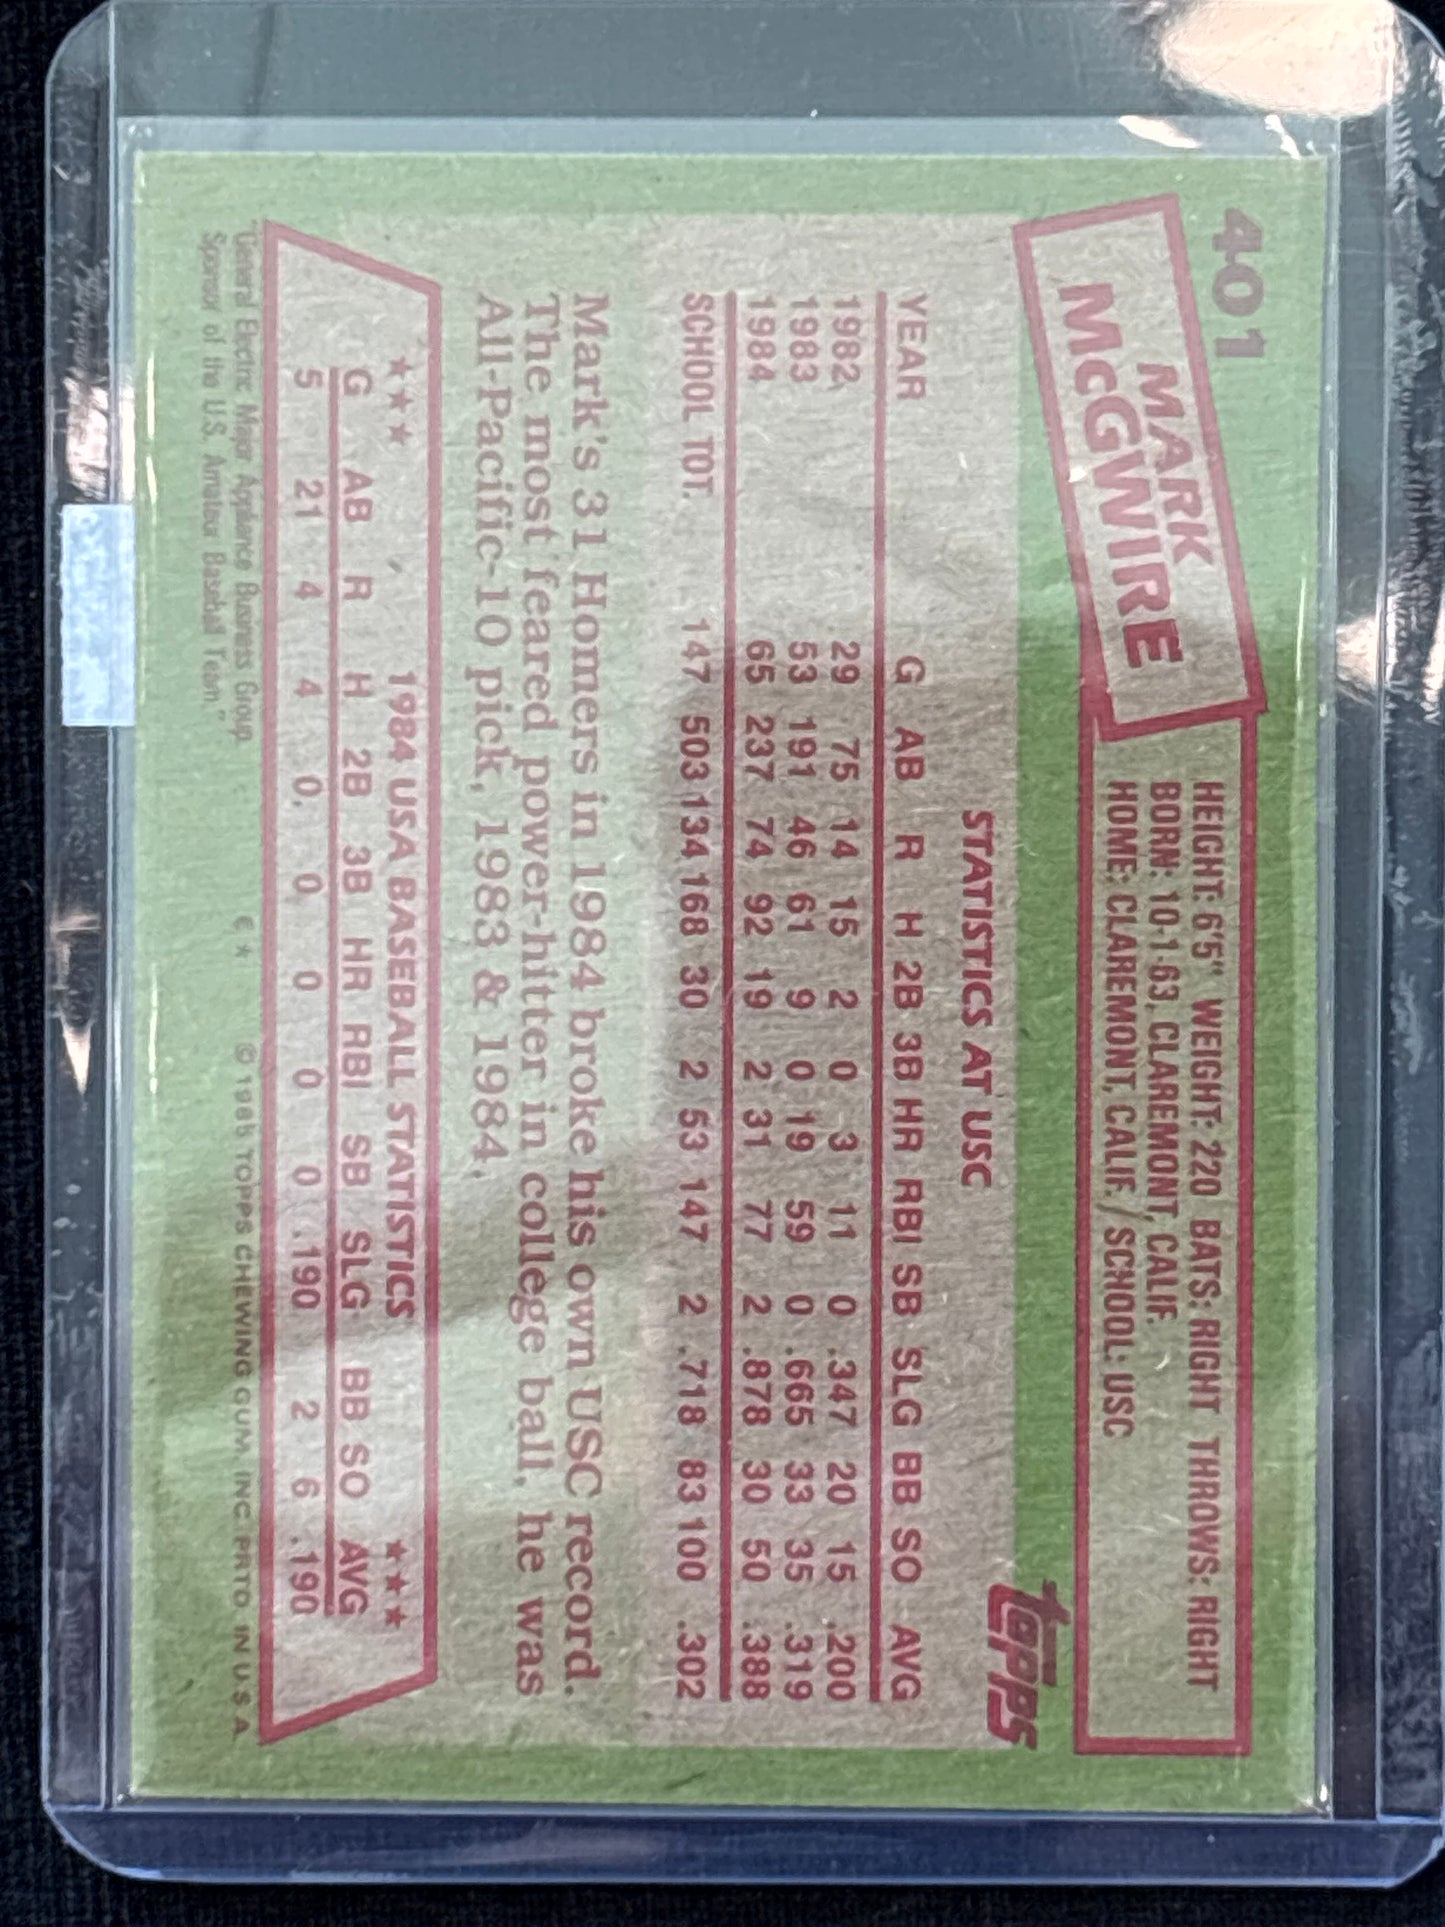 401
MARK
McGWIRE
HEIGHT: 6'5" WEIGHT: 220 BATS: RIGHT THROWS: RIGHT
BORN: 10-1-63, CLAREMONT, CALIF.
HOME: CLAREMONT, CALIF. / SCHOOL: USC
topps
STATISTICS AT USC
YEAR G AB R H 2B 3B HR RBI SB SLG BB SO AVG
1982 29 75 14 15 2 0 3 11 0 .347 20 15 .200
1983 53 191 46 61 9 0 19 59 0 .665 33 35 .319
1984 65 237 74 92 19 2 31 77 2 .878 30 50 .388
SCHOOL TOT. 147 503 134 168 30 2 53 147 2 .718 83 100 .302
Mark's 31 Homers in 1984 broke his own USC record.
The most feared power-hitter in college ball, he was
All-Pacific-10 pick, 1983 & 1984.
★★★ 1984 USA BASEBALL STATISTICS ★★★
G AB R H 2B 3B HR RBI SB SLG BB SO AVG
5 21 4 4 0 0 0 0 0 .190 2 6 .190
"General Electric Major Appliance Business Group, € ★ © 1985 TOPPS CHEWING GUM, INC. PRTD. IN U.S.A.
Sponsor of the U.S. Amateur Baseball Team"